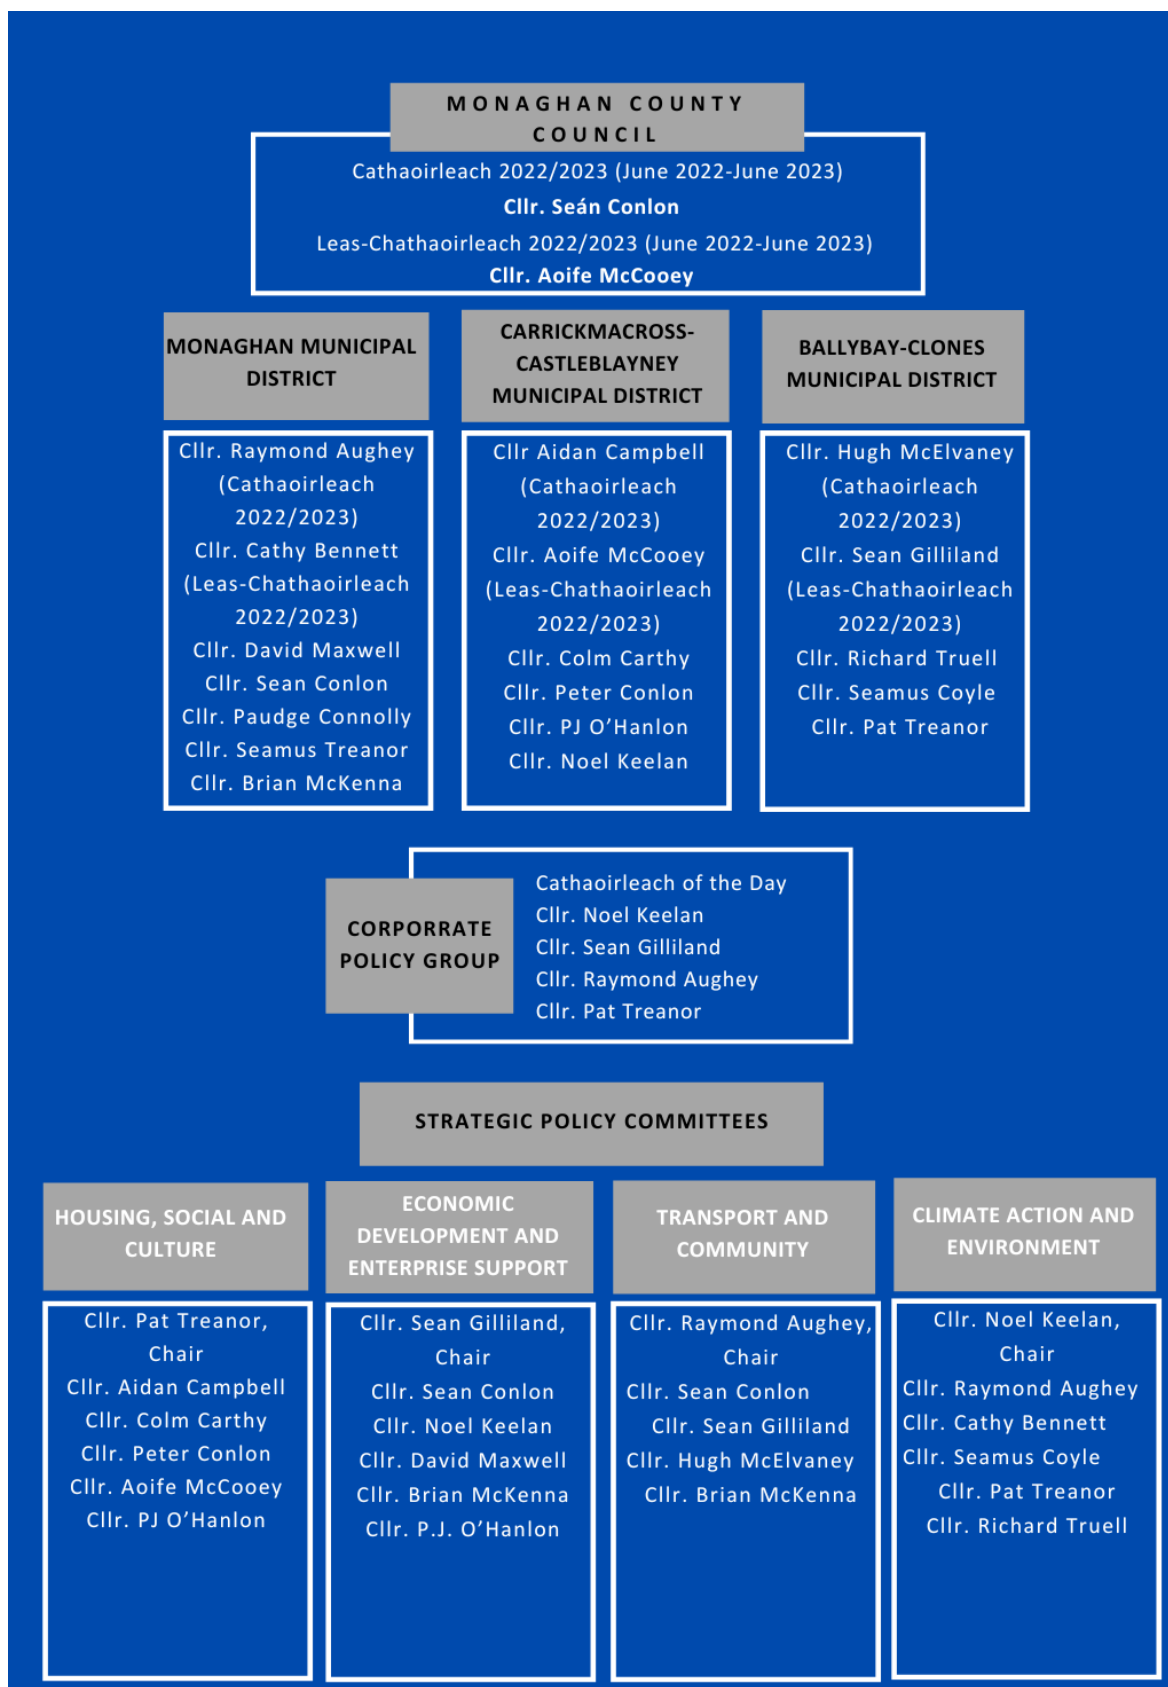 MONAGHAN COUNTY
COUNCIL
Cathaoirleach 2022/2023 (June 2022-June 2023)
Cllr. Seán Conlon
Leas-Chathaoirleach 2022/2023 (June 2022-June 2023)
Cllr. Aoife McCooey
MONAGHAN MUNICIPAL
DISTRICT
Cllr. Raymond Aughey
(Cathaoirleach
2022/2023)
Cllr. Cathy Bennett
(Leas-Chathaoirleach
2022/2023)
Cllr. David Maxwell
Cllr. Sean Conlon
Cllr. Paudge Connolly
Cllr. Seamus Treanor
Cllr. Brian McKenna
CARRICKMACROSS-
CASTLEBLAYNEY
MUNICIPAL DISTRICT
Cllr Aidan Campbell
(Cathaoirleach
2022/2023)
Cllr. Aoife McCooey
(Leas-Chathaoirleach
2022/2023)
Cllr. Colm Carthy
Cllr. Peter Conlon
Cllr. PJ O’Hanlon
Cllr. Noel Keelan
BALLYBAY-CLONES
MUNICIPAL DISTRICT
Cllr. Hugh McElvaney
(Cathaoirleach
2022/2023)
Cllr. Sean Gilliland
(Leas-Chathaoirleach
2022/2023)
Cllr. Richard Truell
Cllr. Seamus Coyle
Cllr. Pat Treanor
CORPORRATE
POLICY GROUP
Cathaoirleach of the Day
Cllr. Noel Keelan
Cllr. Sean Gilliland
Cllr. Raymond Aughey
Cllr. Pat Treanor
STRATEGIC POLICY COMMITTEES
HOUSING, SOCIAL AND
CULTURE
Cllr. Pat Treanor,
Chair
Cllr. Aidan Campbell
Cllr. Colm Carthy
Cllr. Peter Conlon
Cllr. Aoife McCooey
Cllr. PJ O’Hanlon
ECONOMIC
DEVELOPMENT AND
ENTERPRISE SUPPORT
Cllr. Sean Gilliland,
Chair
Cllr. Sean Conlon
Cllr. Noel Keelan
Cllr. David Maxwell
Cllr. Brian McKenna
Cllr. P.J. O’Hanlon
TRANSPORT AND
COMMUNITY
Cllr. Raymond Aughey,
Chair
Cllr. Sean Conlon
Cllr. Sean Gilliland
Cllr. Hugh McElvaney
Cllr. Brian McKenna
CLIMATE ACTION AND
ENVIRONMENT
Cllr. Noel Keelan,
Chair
Cllr. Raymond Aughey
Cllr. Cathy Bennett
Cllr. Seamus Coyle
Cllr. Pat Treanor
Cllr. Richard Truell